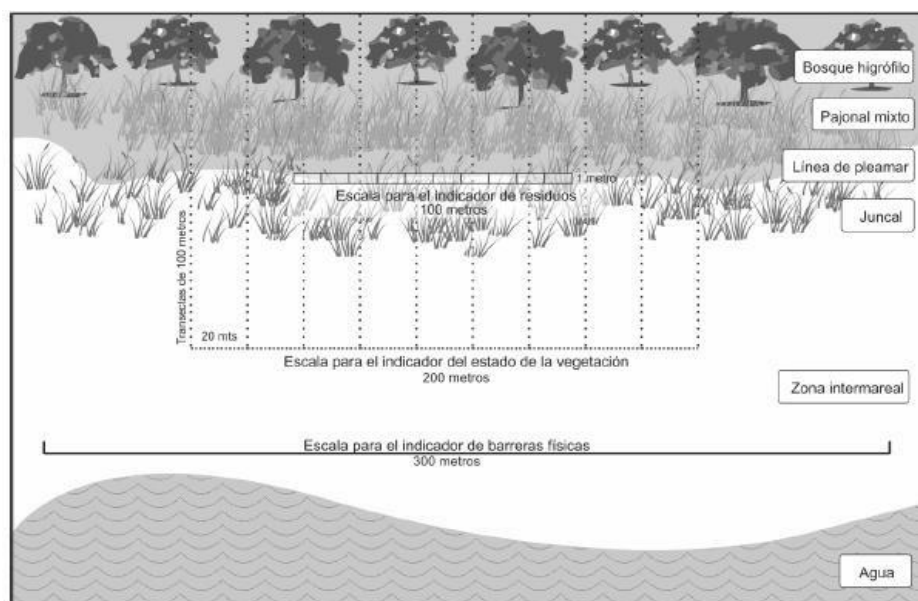 Bosque higrófilo
Pajonal mixto
Línea de pleamar
1 metro
Escala para el indicador de residuos
100 metros
Juncal
Transectas de 100 metros
20 mts
Escala para el indicador del estado de la vegetación
200 metros
Zona intermareal
Escala para el indicador de barreras físicas
300 metros
Agua